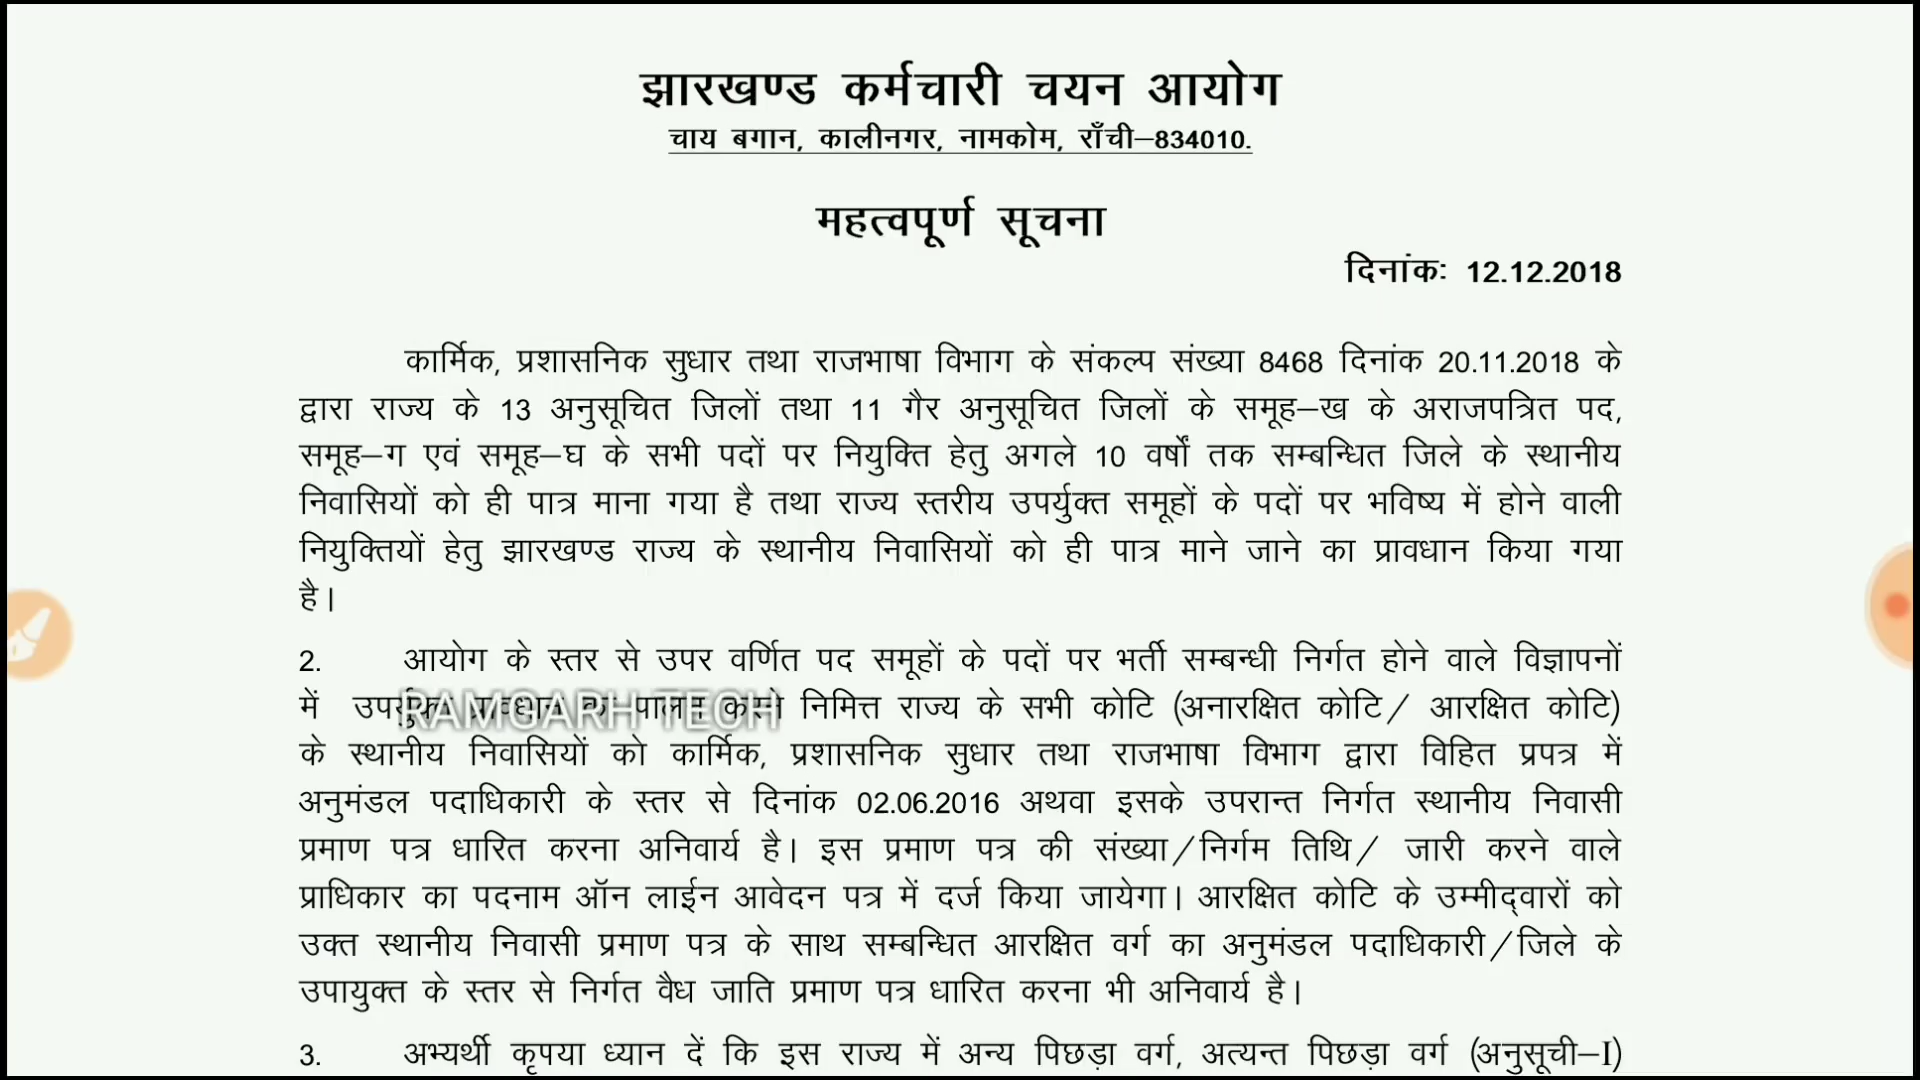 झारखण्ड कर्मचारी चयन आयोग
चाय बगान, कालीनगर, नामकोम, राँची–834010.
महत्वपूर्ण सूचना
दिनांकः 12.12.2018
कार्मिक, प्रशासनिक सुधार तथा राजभाषा विभाग के संकल्प संख्या 8468 दिनांक 20.11.2018 के
द्वारा राज्य के 13 अनुसूचित जिलों तथा 11 गैर अनुसूचित जिलों के समूह–ख के अराजपत्रित पद,
समूह–ग एवं समूह–घ के सभी पदों पर नियुक्ति हेतु अगले 10 वर्षों तक सम्बन्धित जिले के स्थानीय
निवासियों को ही पात्र माना गया है तथा राज्य स्तरीय उपर्युक्त समूहों के पदों पर भविष्य में होने वाली
नियुक्तियों हेतु झारखण्ड राज्य के स्थानीय निवासियों को ही पात्र माने जाने का प्रावधान किया गया
है।
2. आयोग के स्तर से उपर वर्णित पद समूहों के पदों पर भर्ती सम्बन्धी निर्गत होने वाले विज्ञापनों
में उपर्युक्त प्रावधान का पालन करने निमित्त राज्य के सभी कोटि (अनारक्षित कोटि/ आरक्षित कोटि)
RAMGARH TECH
के स्थानीय निवासियों को कार्मिक, प्रशासनिक सुधार तथा राजभाषा विभाग द्वारा विहित प्रपत्र में
अनुमंडल पदाधिकारी के स्तर से दिनांक 02.06.2016 अथवा इसके उपरान्त निर्गत स्थानीय निवासी
प्रमाण पत्र धारित करना अनिवार्य है। इस प्रमाण पत्र की संख्या/निर्गम तिथि/ जारी करने वाले
प्राधिकार का पदनाम ऑन लाईन आवेदन पत्र में दर्ज किया जायेगा। आरक्षित कोटि के उम्मीद्वारों को
उक्त स्थानीय निवासी प्रमाण पत्र के साथ सम्बन्धित आरक्षित वर्ग का अनुमंडल पदाधिकारी/जिले के
उपायुक्त के स्तर से निर्गत वैध जाति प्रमाण पत्र धारित करना भी अनिवार्य है।
3. अभ्यर्थी कृपया ध्यान दें कि इस राज्य में अन्य पिछड़ा वर्ग, अत्यन्त पिछड़ा वर्ग (अनुसूची–I)